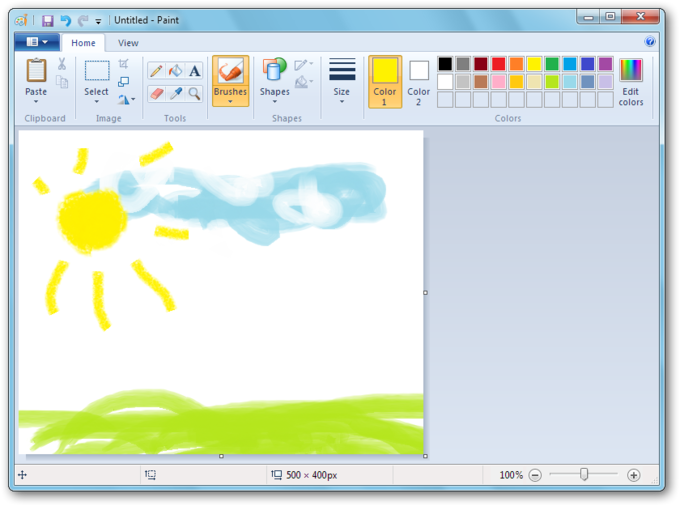 Untitled - Paint
Home View
Paste
Select
A
Brushes
Shapes
Size
Color 1
Color 2
Edit colors
Clipboard
Image
Tools
Shapes
Colors
500 × 400px
100%